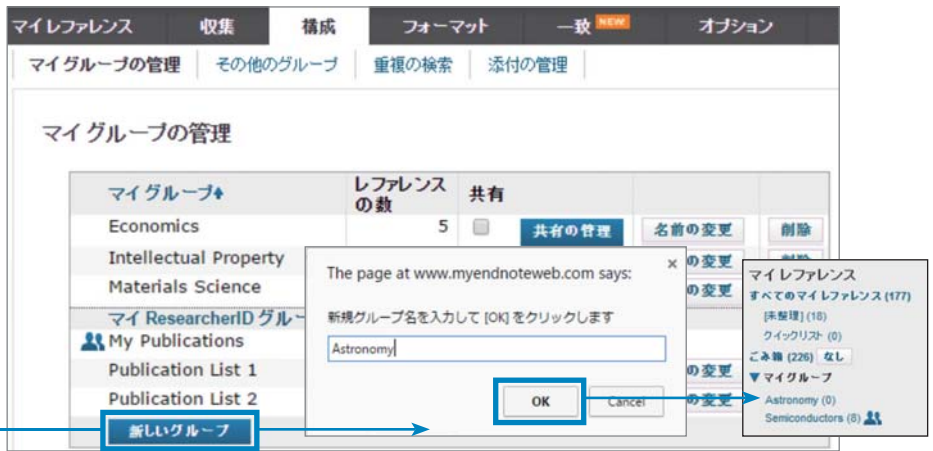 マイレファレンス 収集 構成 フォーマット 一致 NEW オプション
マイグループの管理 その他のグループ 重複の検索 添付の管理
マイグループの管理
マイグループ レファレンスの数 共有
Economics 5 共有の管理 名前の変更 削除
Intellectual Property の変更
Materials Science の変更
マイ ResearcherID グルー
My Publications
Publication List 1 の変更
Publication List 2 の変更
新しいグループ
The page at www.myendnoteweb.com says: ×
新規グループ名を入力して [OK] をクリックします
Astronomy
OK Cancel
マイレファレンス
すべてのマイレファレンス (177)
[未整理] (18)
クイックリスト (0)
ごみ箱 (226) なし
▼マイグループ
Astronomy (0)
Semiconductors (8)